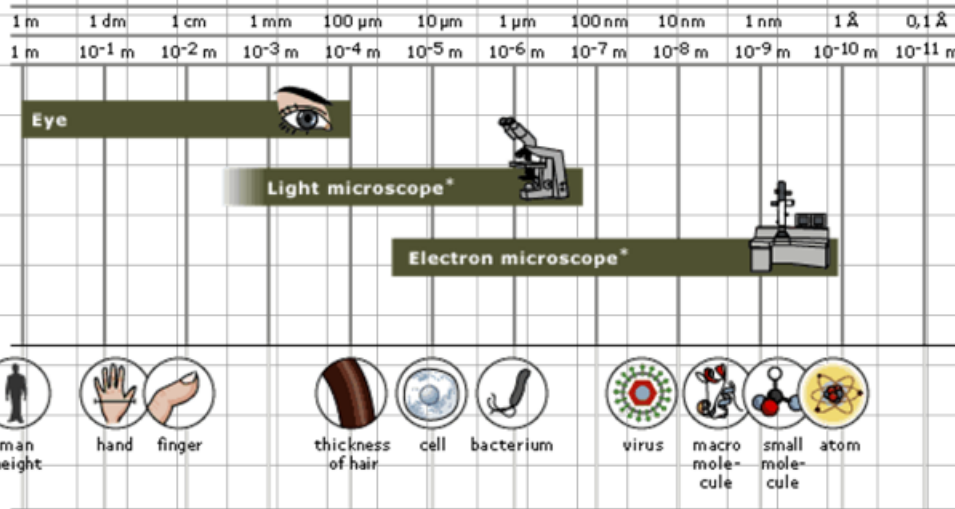 1 m 1 dm 1 cm 1 mm 100 µm 10 µm 1 µm 100 nm 10 nm 1 nm 1 Å 0,1 Å
1 m 10⁻¹ m 10⁻² m 10⁻³ m 10⁻⁴ m 10⁻⁵ m 10⁻⁶ m 10⁻⁷ m 10⁻⁸ m 10⁻⁹ m 10⁻¹⁰ m 10⁻¹¹ m
Eye
Light microscope*
Electron microscope*
man
eight
hand
finger
thickness
of hair
cell
bacterium
virus
macro
mole-
cule
small
mole-
cule
atom